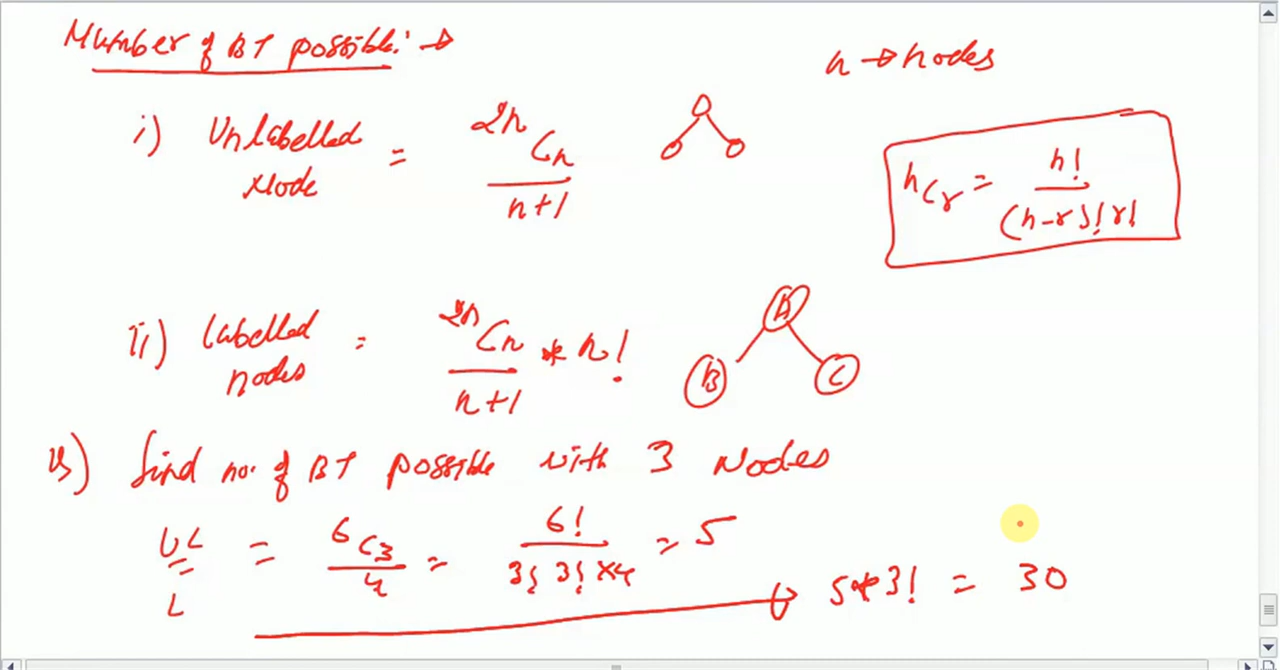 Number of BT possible: →
n → nodes
i) Unlabelled Node = 2nCn / n+1
nCr = n! / (n-r)! r!
ii) Labelled nodes = 2nCn / n+1 * n!
A
B C
find no. of BT possible with 3 Nodes
UL = 6C3 / 4 = 6! / 3! 3! x4 = 5
L → 5*3! = 30